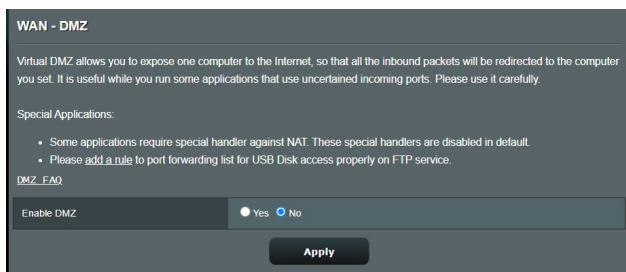 WAN - DMZ
Virtual DMZ allows you to expose one computer to the Internet, so that all the inbound packets will be redirected to the computer
you set. It is useful while you run some applications that use uncertained incoming ports. Please use it carefully.
Special Applications:
• Some applications require special handler against NAT. These special handlers are disabled in default.
• Please add a rule to port forwarding list for USB Disk access properly on FTP service.
DMZ FAQ
Enable DMZ Yes No
Apply